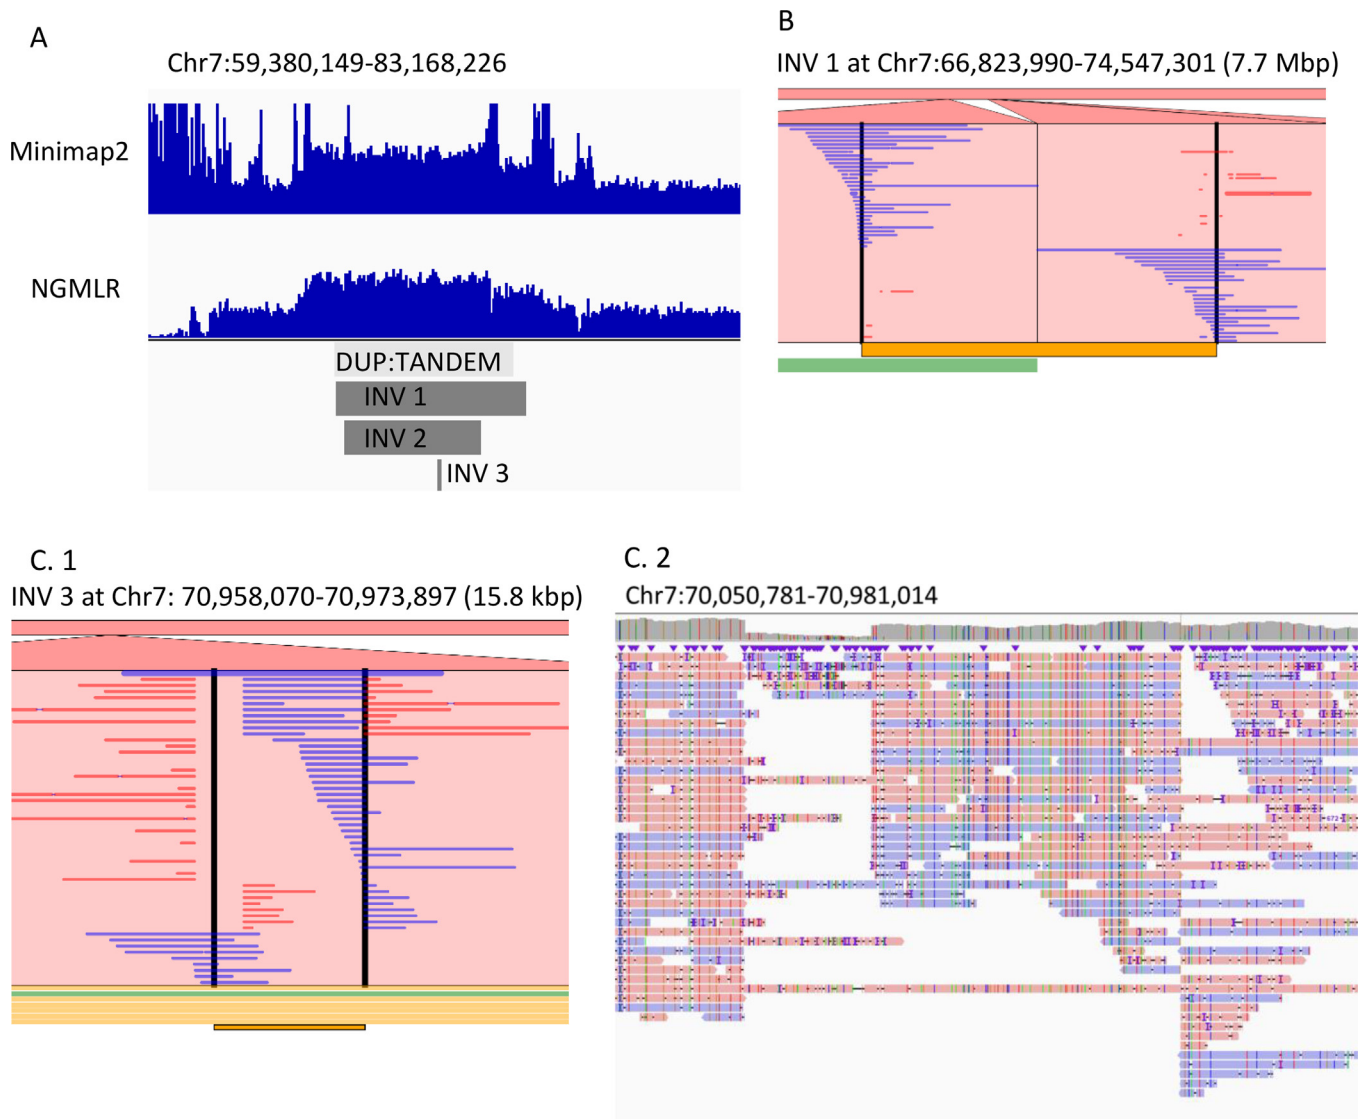 A
Chr7:59,380,149-83,168,226
Minimap2
NGMLR
DUP:TANDEM
INV 1
INV 2
INV 3
B
INV 1 at Chr7:66,823,990-74,547,301 (7.7 Mbp)
C. 1
INV 3 at Chr7: 70,958,070-70,973,897 (15.8 kbp)
C. 2
Chr7:70,050,781-70,981,014
672